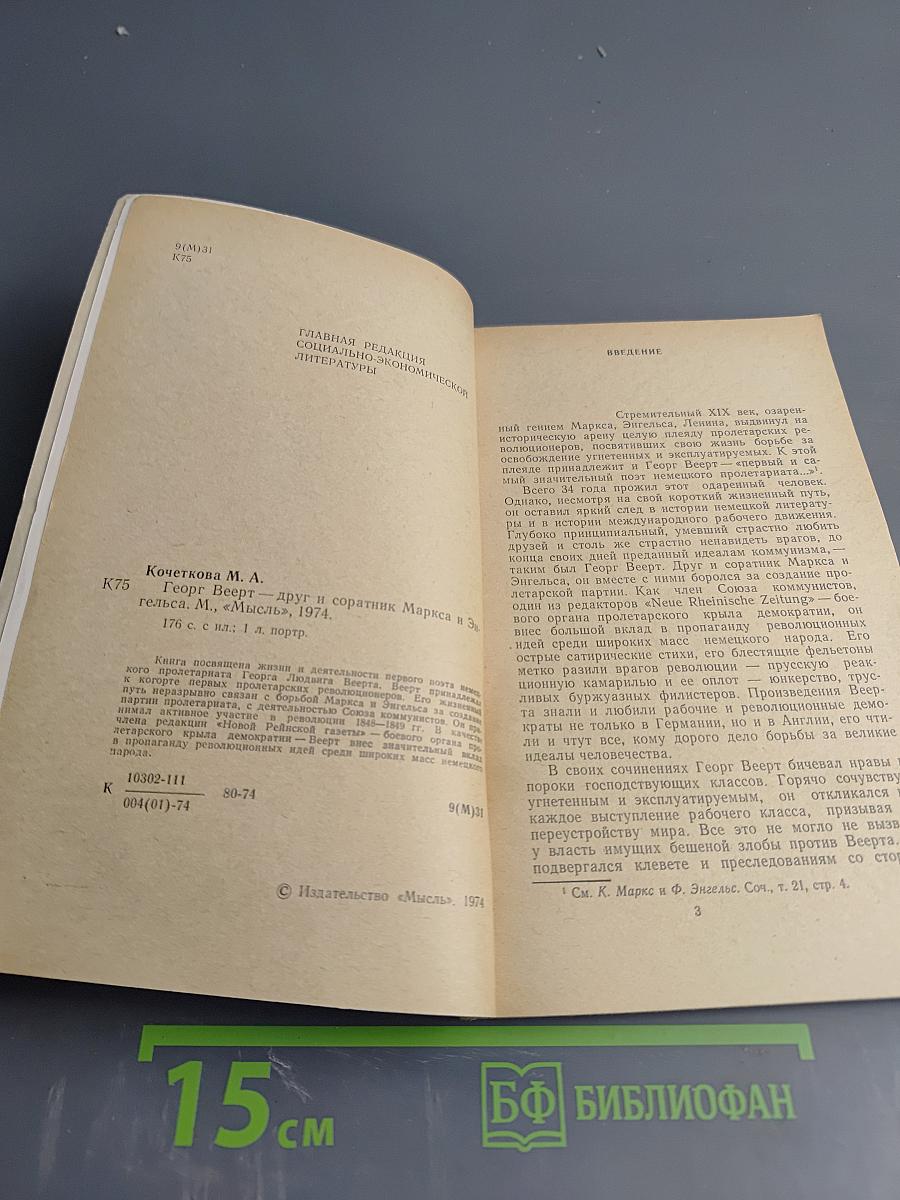 9(М)31
К75
ГЛАВНАЯ РЕДАКЦИЯ
СОЦИАЛЬНО-ЭКОНОМИЧЕСКОЙ
ЛИТЕРАТУРЫ
Кочеткова М. А.
К75 Георг Веерт — друг и соратник Маркса и Эн-
гельса. М., «Мысль», 1974.
176 с. с ил.; 1 л. портр.
Книга посвящена жизни и деятельности первого поэта немец-
кого пролетариата Георга Людвига Веерта. Веерт принадлежал
к когорте первых пролетарских революционеров. Его жизненный
путь неразрывно связан с борьбой Маркса и Энгельса за создание
партии пролетариата, с деятельностью Союза коммунистов. Он при-
нимал активное участие в революции 1848—1849 гг. В качестве
члена редакции «Новой Рейнской газеты» — боевого органа про-
летарского крыла демократии — Веерт внес значительный вклад
в пропаганду революционных идей среди широких масс немецкого
народа.
К 10302-111
004(01)-74 80-74
9(М)31
© Издательство «Мысль». 1974
ВВЕДЕНИЕ
Стремительный XIX век, озарен-
ный гением Маркса, Энгельса, Ленина, выдвинул на
историческую арену целую плеяду пролетарских ре-
волюционеров, посвятивших свою жизнь борьбе за
освобождение угнетенных и эксплуатируемых. К этой
плеяде принадлежит и Георг Веерт — «первый и са-
мый значительный поэт немецкого пролетариата...»¹.
Всего 34 года прожил этот одаренный человек.
Однако, несмотря на свой короткий жизненный путь,
он оставил яркий след в истории немецкой литерату-
ры и в истории международного рабочего движения.
Глубоко принципиальный, умевший страстно любить
друзей и столь же страстно ненавидеть врагов, до
конца своих дней преданный идеалам коммунизма, —
таким был Георг Веерт. Друг и соратник Маркса и
Энгельса, он вместе с ними боролся за создание про-
летарской партии. Как член Союза коммунистов,
один из редакторов «Neue Rheinische Zeitung» — бое-
вого органа пролетарского крыла демократии, он
внес большой вклад в пропаганду революционных
идей среди широких масс немецкого народа. Его
острые сатирические стихи, его блестящие фельетоны
метко разили врагов революции — прусскую реак-
ционную камарилью и ее оплот — юнкерство, трус-
ливых буржуазных филистеров. Произведения Веер-
та знали и любили рабочие и революционные демо-
краты не только в Германии, но и в Англии, его чти-
ли и чтут все, кому дорого дело борьбы за великие
идеалы человечества.
В своих сочинениях Георг Веерт бичевал нравы
пороки господствующих классов. Горячо сочувству
угнетенным и эксплуатируемым, он откликался
каждое выступление рабочего класса, призывая
переустройству мира. Все это не могло не вызв
у власть имущих бешеной злобы против Веерта.
подвергался клевете и преследованиям со стор
¹ См. К. Маркс и Ф. Энгельс. Соч., т. 21, стр. 4.
3
15 см
БФ БИБЛИОФАН